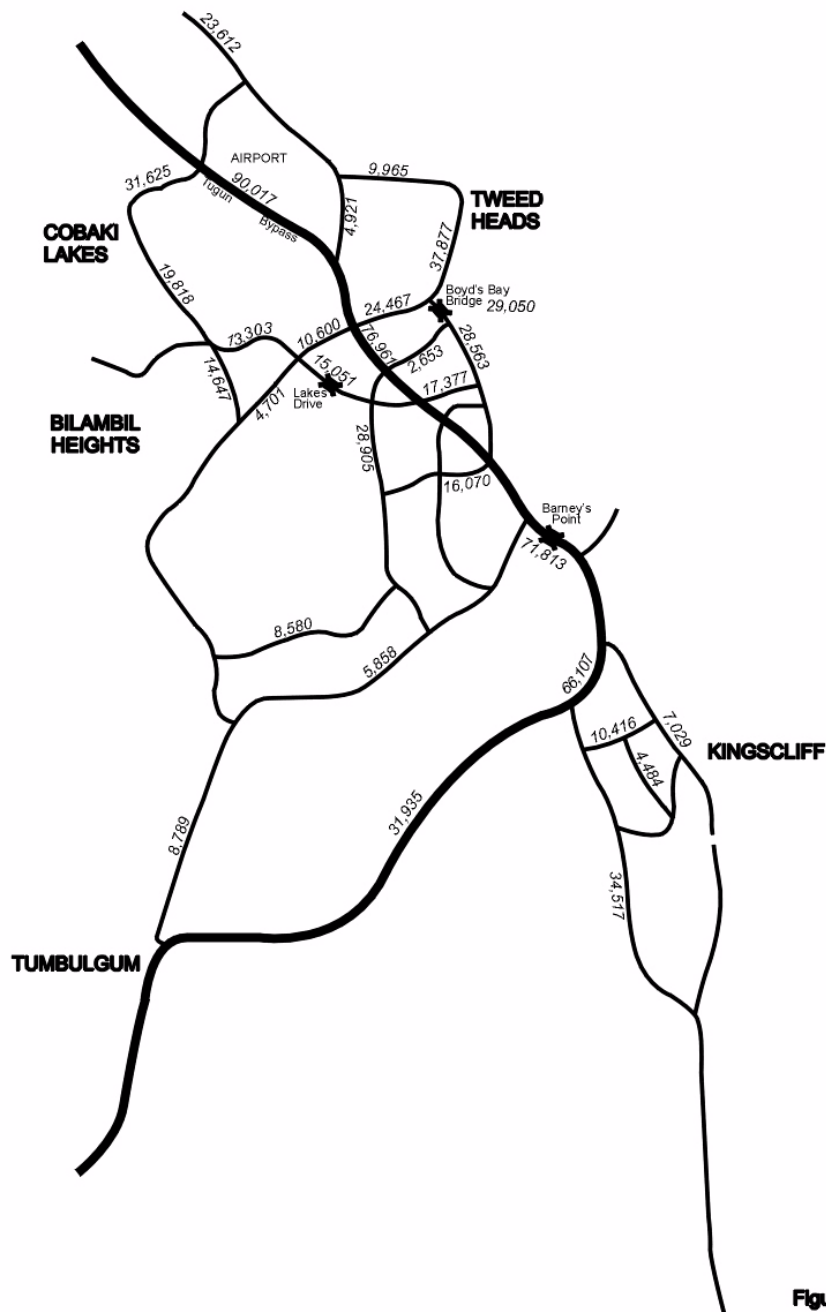 23,612
AIRPORT
9,965
31,625
90,017
Tugun
Bypass
4,921
TWEED
HEADS
COBAKI
LAKES
37,877
19,818
Boyd's Bay
Bridge 29,050
24,467
13,303
10,600
76,961
28,563
2,653
14,647
15,051
17,377
Lakes
Drive
4,701
BILAMBIL
HEIGHTS
28,905
16,070
Barney's
Point
71,813
8,580
5,858
66,107
10,416
7,029
4,484
KINGSCLIFF
31,935
8,789
34,517
TUMBULGUM
Figu